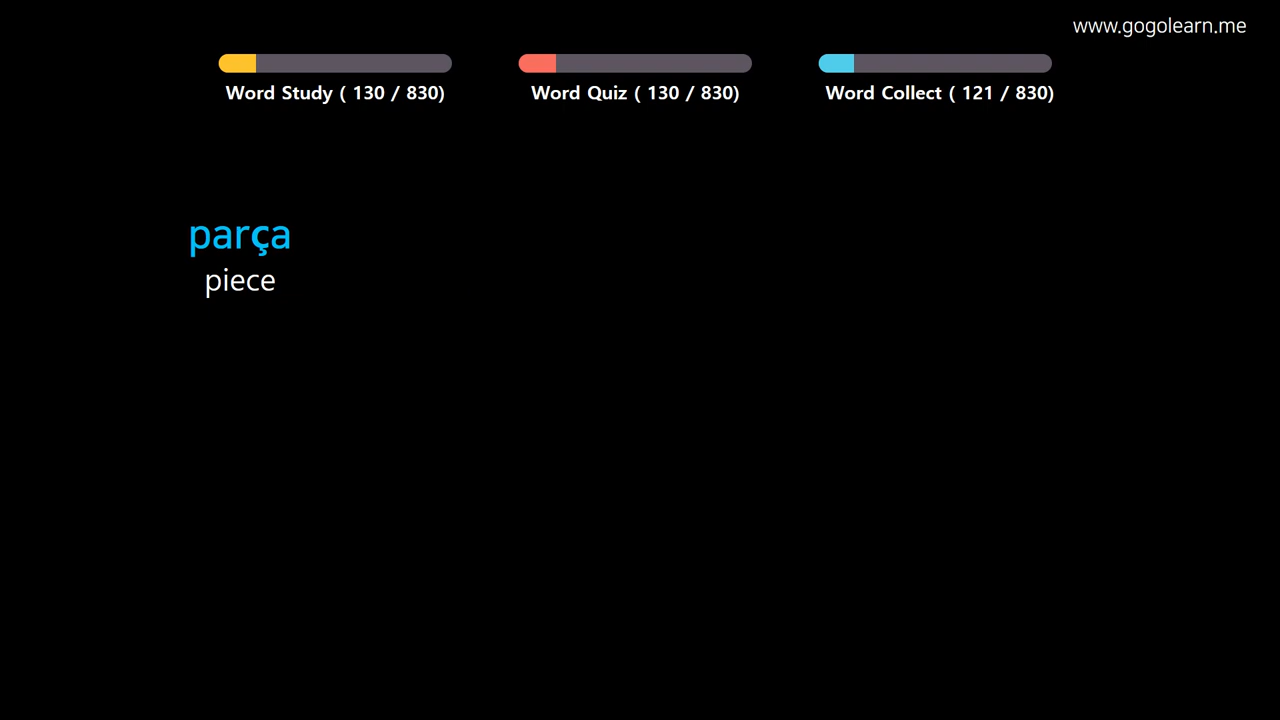 www.gogolearn.me
Word Study ( 130 / 830)
Word Quiz ( 130 / 830)
Word Collect ( 121 / 830)
parça
piece